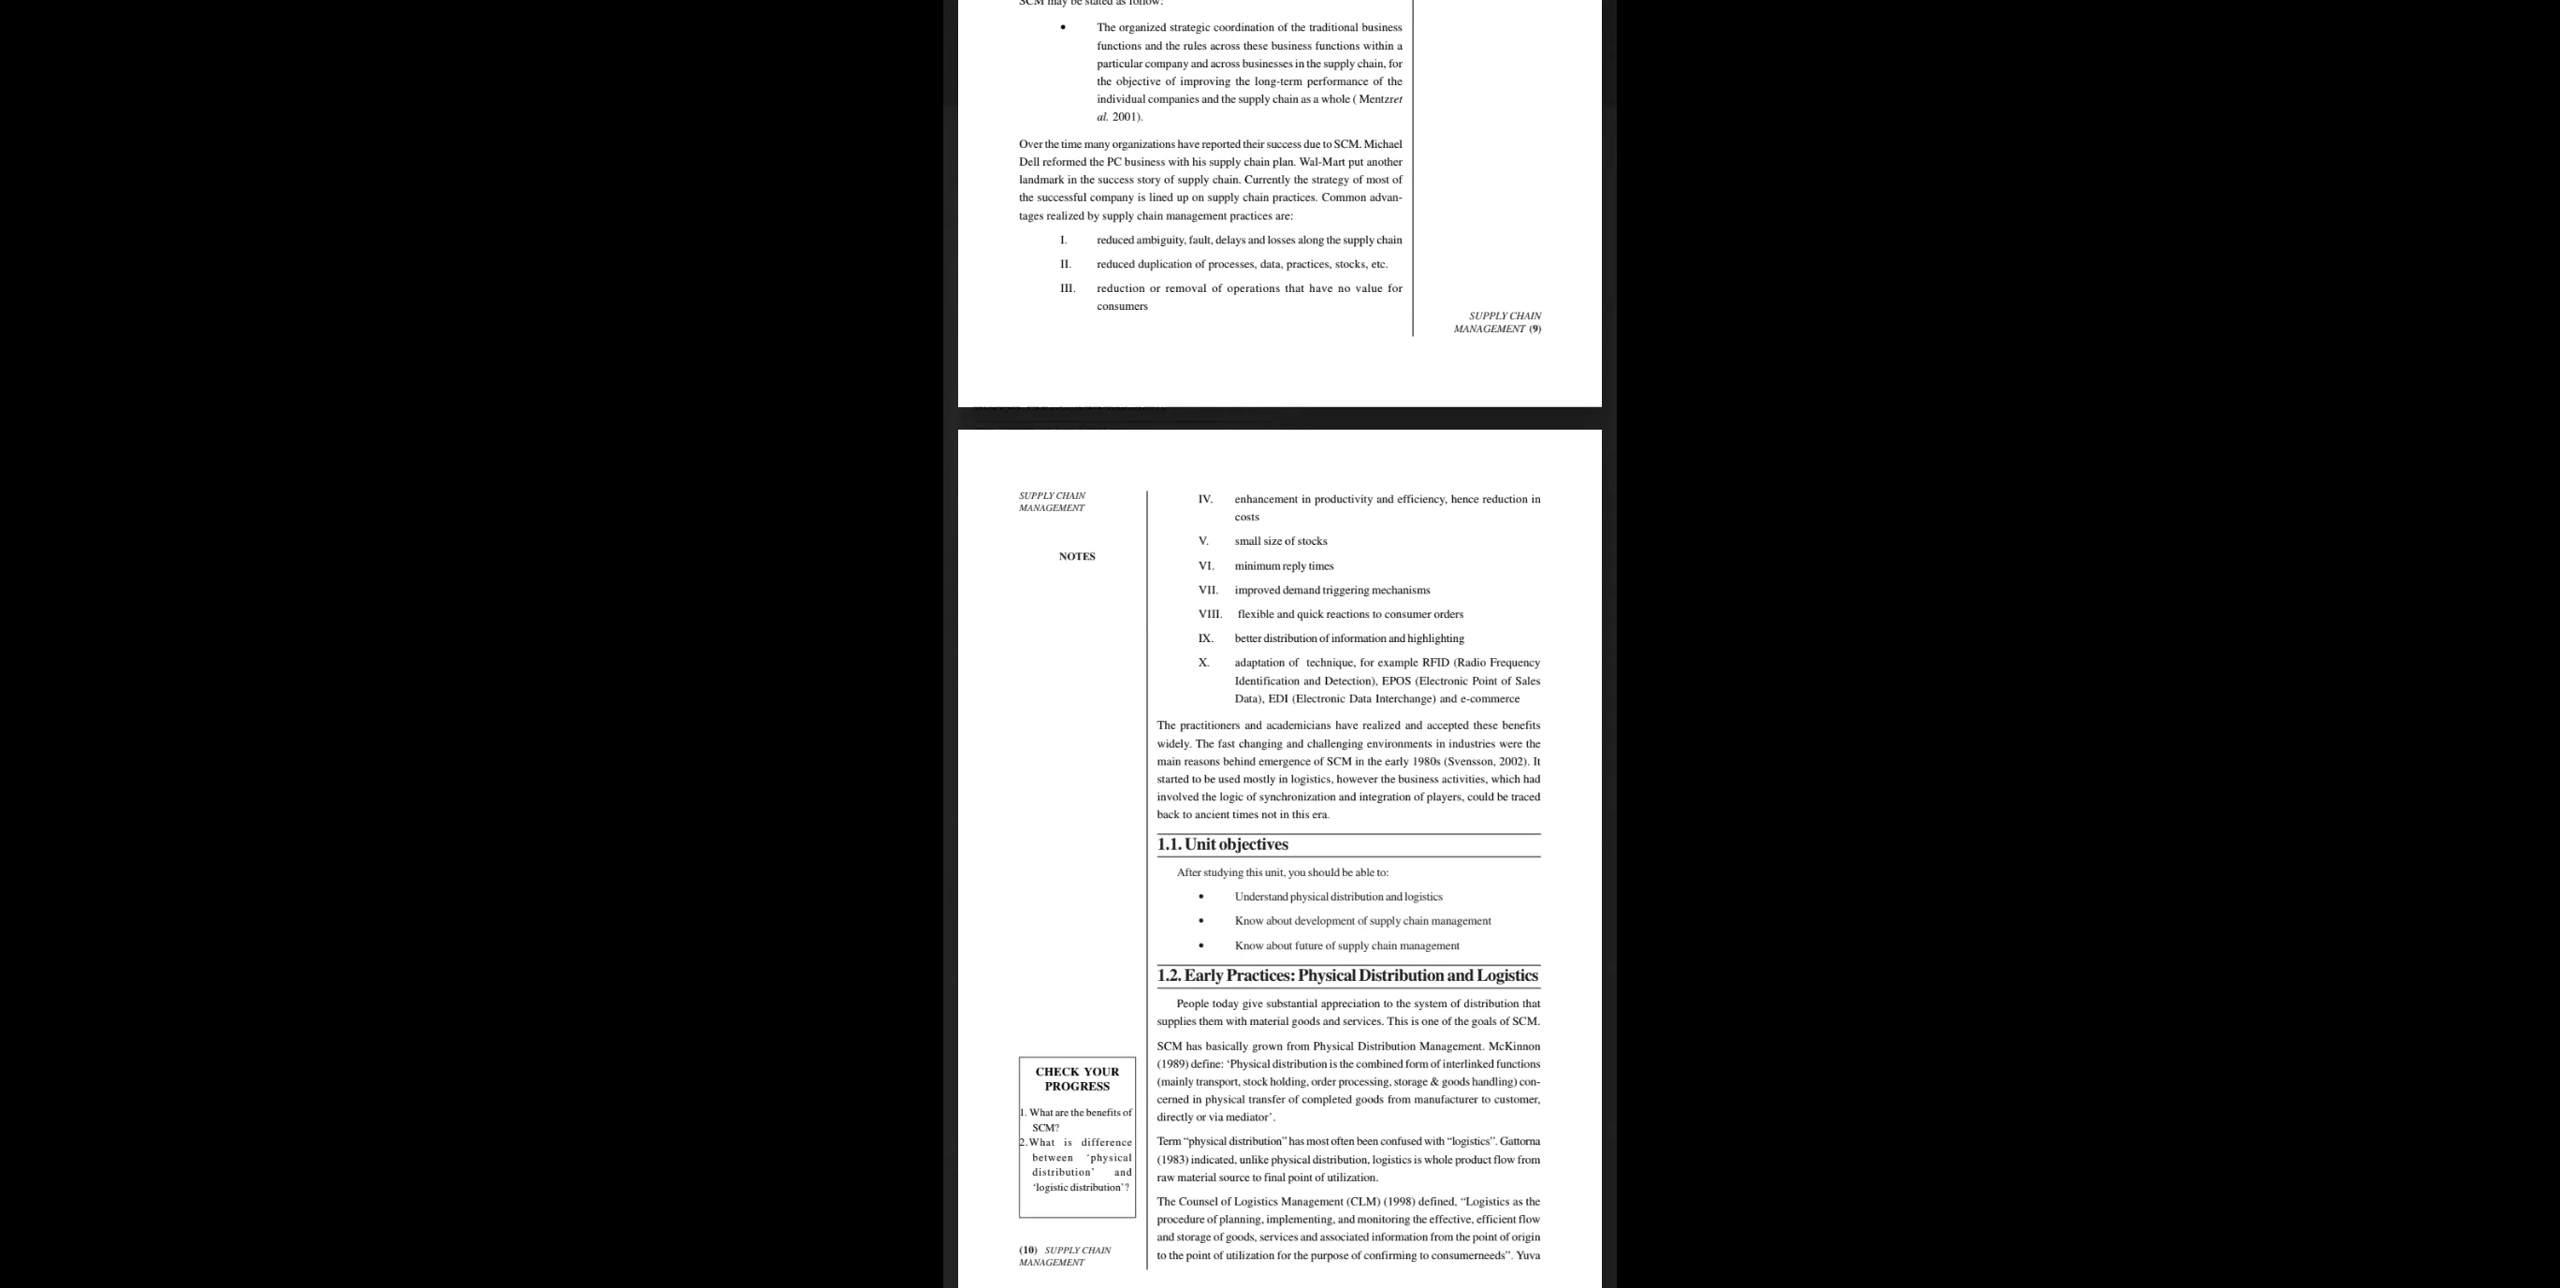 SCM may be stated as follow:
• The organized strategic coordination of the traditional business
functions and the rules across these business functions within a
particular company and across businesses in the supply chain, for
the objective of improving the long-term performance of the
individual companies and the supply chain as a whole ( Mentzret
al. 2001).
Over the time many organizations have reported their success due to SCM. Michael
Dell reformed the PC business with his supply chain plan. Wal-Mart put another
landmark in the success story of supply chain. Currently the strategy of most of
the successful company is lined up on supply chain practices. Common advan-
tages realized by supply chain management practices are:
I. reduced ambiguity, fault, delays and losses along the supply chain
II. reduced duplication of processes, data, practices, stocks, etc.
III. reduction or removal of operations that have no value for
consumers
SUPPLY CHAIN
MANAGEMENT (9)
SUPPLY CHAIN
MANAGEMENT
NOTES
IV. enhancement in productivity and efficiency, hence reduction in
costs
V. small size of stocks
VI. minimum reply times
VII. improved demand triggering mechanisms
VIII. flexible and quick reactions to consumer orders
IX. better distribution of information and highlighting
X. adaptation of technique, for example RFID (Radio Frequency
Identification and Detection), EPOS (Electronic Point of Sales
Data), EDI (Electronic Data Interchange) and e-commerce
The practitioners and academicians have realized and accepted these benefits
widely. The fast changing and challenging environments in industries were the
main reasons behind emergence of SCM in the early 1980s (Svensson, 2002). It
started to be used mostly in logistics, however the business activities, which had
involved the logic of synchronization and integration of players, could be traced
back to ancient times not in this era.
1.1. Unit objectives
After studying this unit, you should be able to:
• Understand physical distribution and logistics
• Know about development of supply chain management
• Know about future of supply chain management
1.2. Early Practices: Physical Distribution and Logistics
People today give substantial appreciation to the system of distribution that
supplies them with material goods and services. This is one of the goals of SCM.
SCM has basically grown from Physical Distribution Management. McKinnon
(1989) define: ‘Physical distribution is the combined form of interlinked functions
(mainly transport, stock holding, order processing, storage & goods handling) con-
cerned in physical transfer of completed goods from manufacturer to customer,
directly or via mediator’.
Term “physical distribution” has most often been confused with “logistics”. Gattorna
(1983) indicated, unlike physical distribution, logistics is whole product flow from
raw material source to final point of utilization.
The Counsel of Logistics Management (CLM) (1998) defined, “Logistics as the
procedure of planning, implementing, and monitoring the effective, efficient flow
and storage of goods, services and associated information from the point of origin
to the point of utilization for the purpose of confirming to consumerneeds”. Yuva
CHECK YOUR
PROGRESS
1. What are the benefits of
SCM?
2.What is difference
between ‘physical
distribution’ and
‘logistic distribution’?
(10) SUPPLY CHAIN
MANAGEMENT